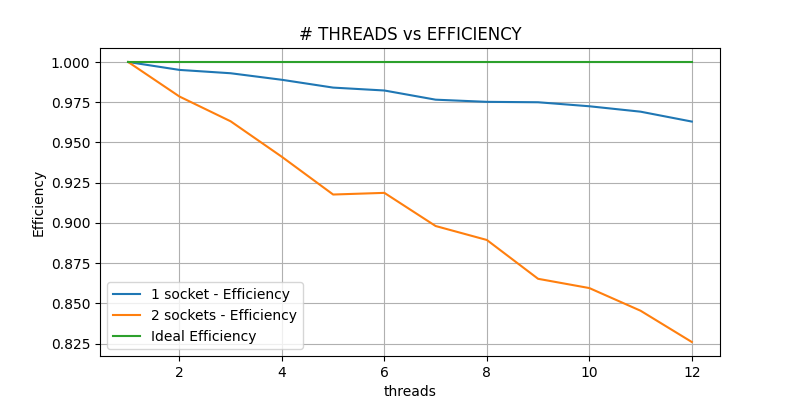 # THREADS vs EFFICIENCY
1.000
0.975
0.950
0.925
0.900
0.875
0.850
0.825
Efficiency
1 socket - Efficiency
2 sockets - Efficiency
Ideal Efficiency
2 4 6 8 10 12
threads